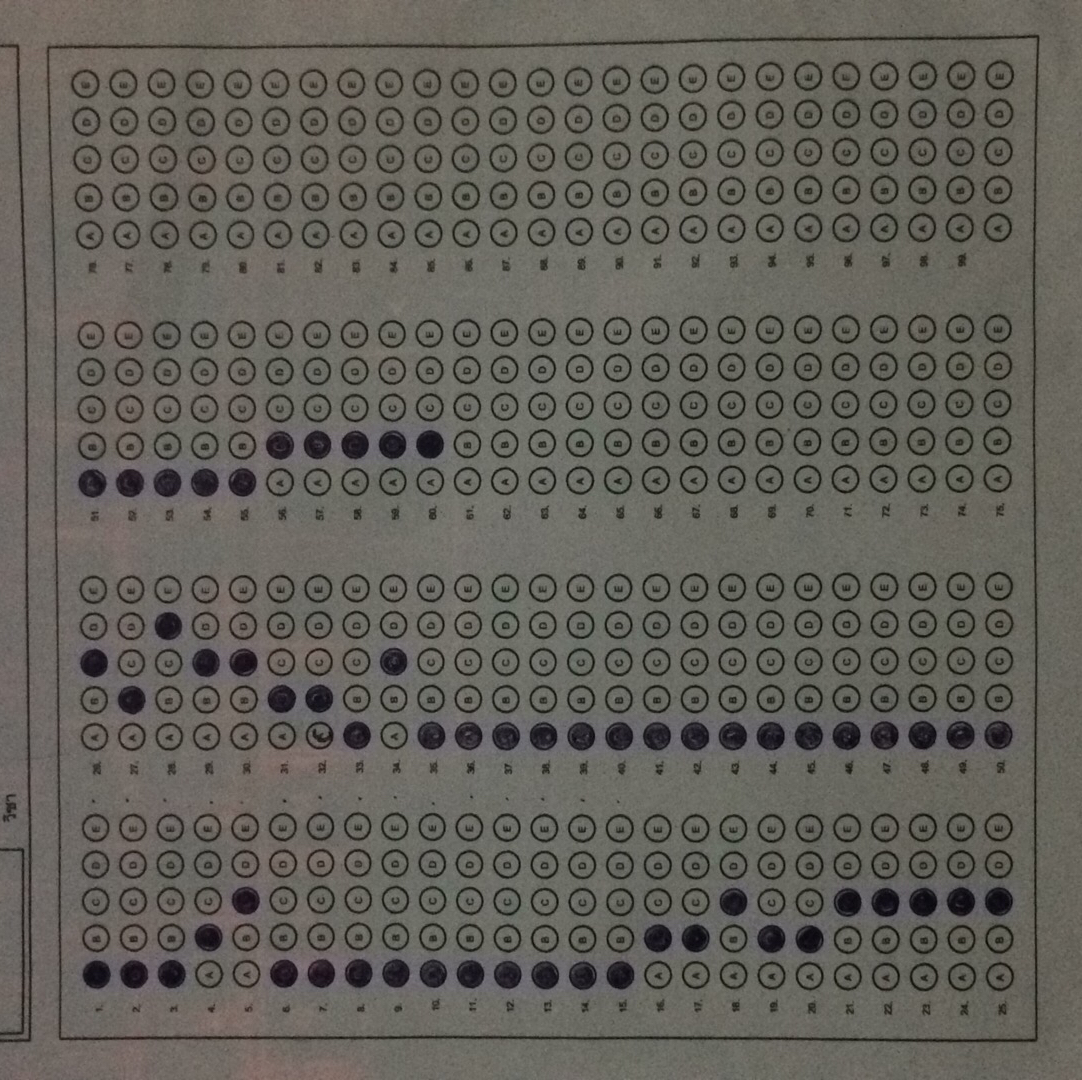 วิชา
1. B C D E 26. A B D E 51. B C D E 76. A B C D E
2. B C D E 27. A C D E 52. B C D E 77. A B C D E
3. B C D E 28. A B C E 53. B C D E 78. A B C D E
4. A C D E 29. A B D E 54. B C D E 79. A B C D E
5. A B D E 30. A B D E 55. B C D E 80. A B C D E
6. B C D E 31. A C D E 56. A C D E 81. A B C D E
7. B C D E 32. C D E 57. A C D E 82. A B C D E
8. B C D E 33. B C D E 58. A C D E 83. A B C D E
9. B C D E 34. A B D E 59. A C D E 84. A B C D E
10. B C D E 35. B C D E 60. A C D E 85. A B C D E
11. B C D E 36. B C D E 61. A B C D E 86. A B C D E
12. B C D E 37. B C D E 62. A B C D E 87. A B C D E
13. B C D E 38. B C D E 63. A B C D E 88. A B C D E
14. B C D E 39. B C D E 64. A B C D E 89. A B C D E
15. B C D E 40. B C D E 65. A B C D E 90. A B C D E
16. A C D E 41. B C D E 66. A B C D E 91. A B C D E
17. A C D E 42. B C D E 67. A B C D E 92. A B C D E
18. A B D E 43. B C D E 68. A B C D E 93. A B C D E
19. A C D E 44. B C D E 69. A B C D E 94. A B C D E
20. A C D E 45. B C D E 70. A B C D E 95. A B C D E
21. A B D E 46. B C D E 71. A B C D E 96. A B C D E
22. A B D E 47. B C D E 72. A B C D E 97. A B C D E
23. A B D E 48. B C D E 73. A B C D E 98. A B C D E
24. A B D E 49. B C D E 74. A B C D E 99. A B C D E
25. A B D E 50. B C D E 75. A B C D E A B C D E